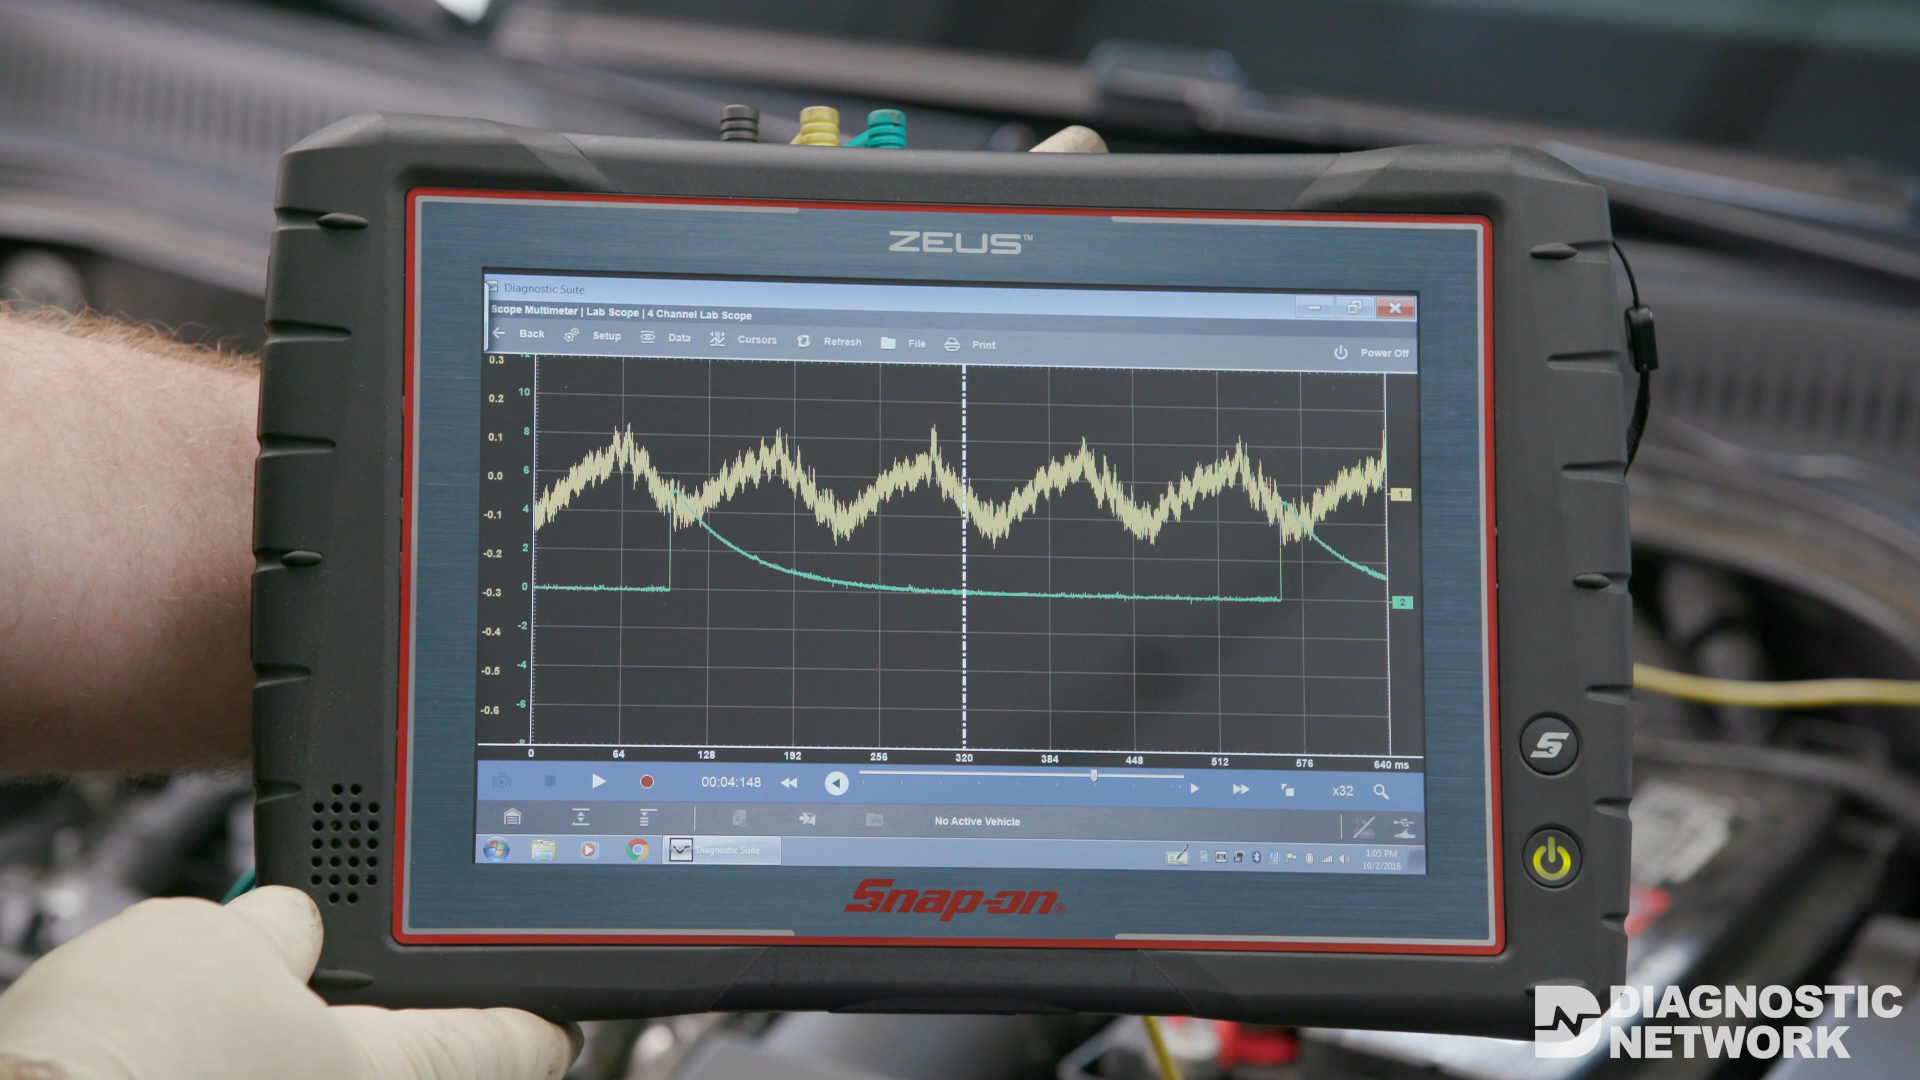 ZEUS™
Diagnostic Suite
Scope Multimeter | Lab Scope | 4 Channel Lab Scope
Back Setup Data Cursors Refresh File Print Power Off
0.3 12
0.2 10
0.1 8
0.0 6
-0.1 4
-0.2 2
-0.3 0
-0.4 -2
-0.5 -4
-0.6 -6
1
2
0 64 128 192 256 320 384 448 512 576 640 ms
00:04:148 x32
No Active Vehicle
Diagnostic Suite
1:05 PM
10/2/2018
Snap-on®
S
DIAGNOSTIC
NETWORK